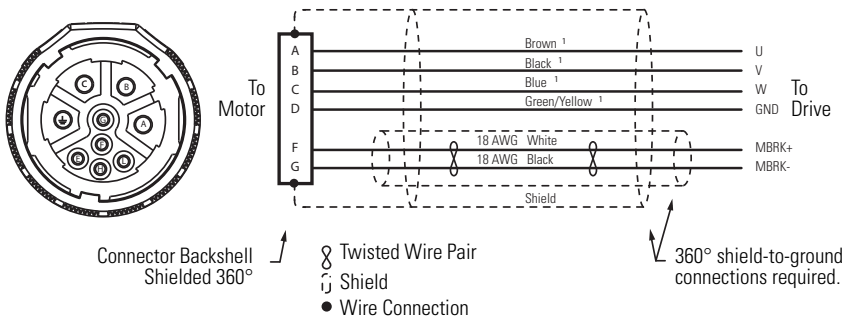 C
B
A
G
F
E
L
H
To
Motor
A
B
C
D
F
G
Brown 1
Black 1
Blue 1
Green/Yellow 1
18 AWG White
18 AWG Black
Shield
U
V
W
GND
MBRK+
MBRK-
To
Drive
Connector Backshell
Shielded 360°
Twisted Wire Pair
Shield
Wire Connection
360° shield-to-ground
connections required.